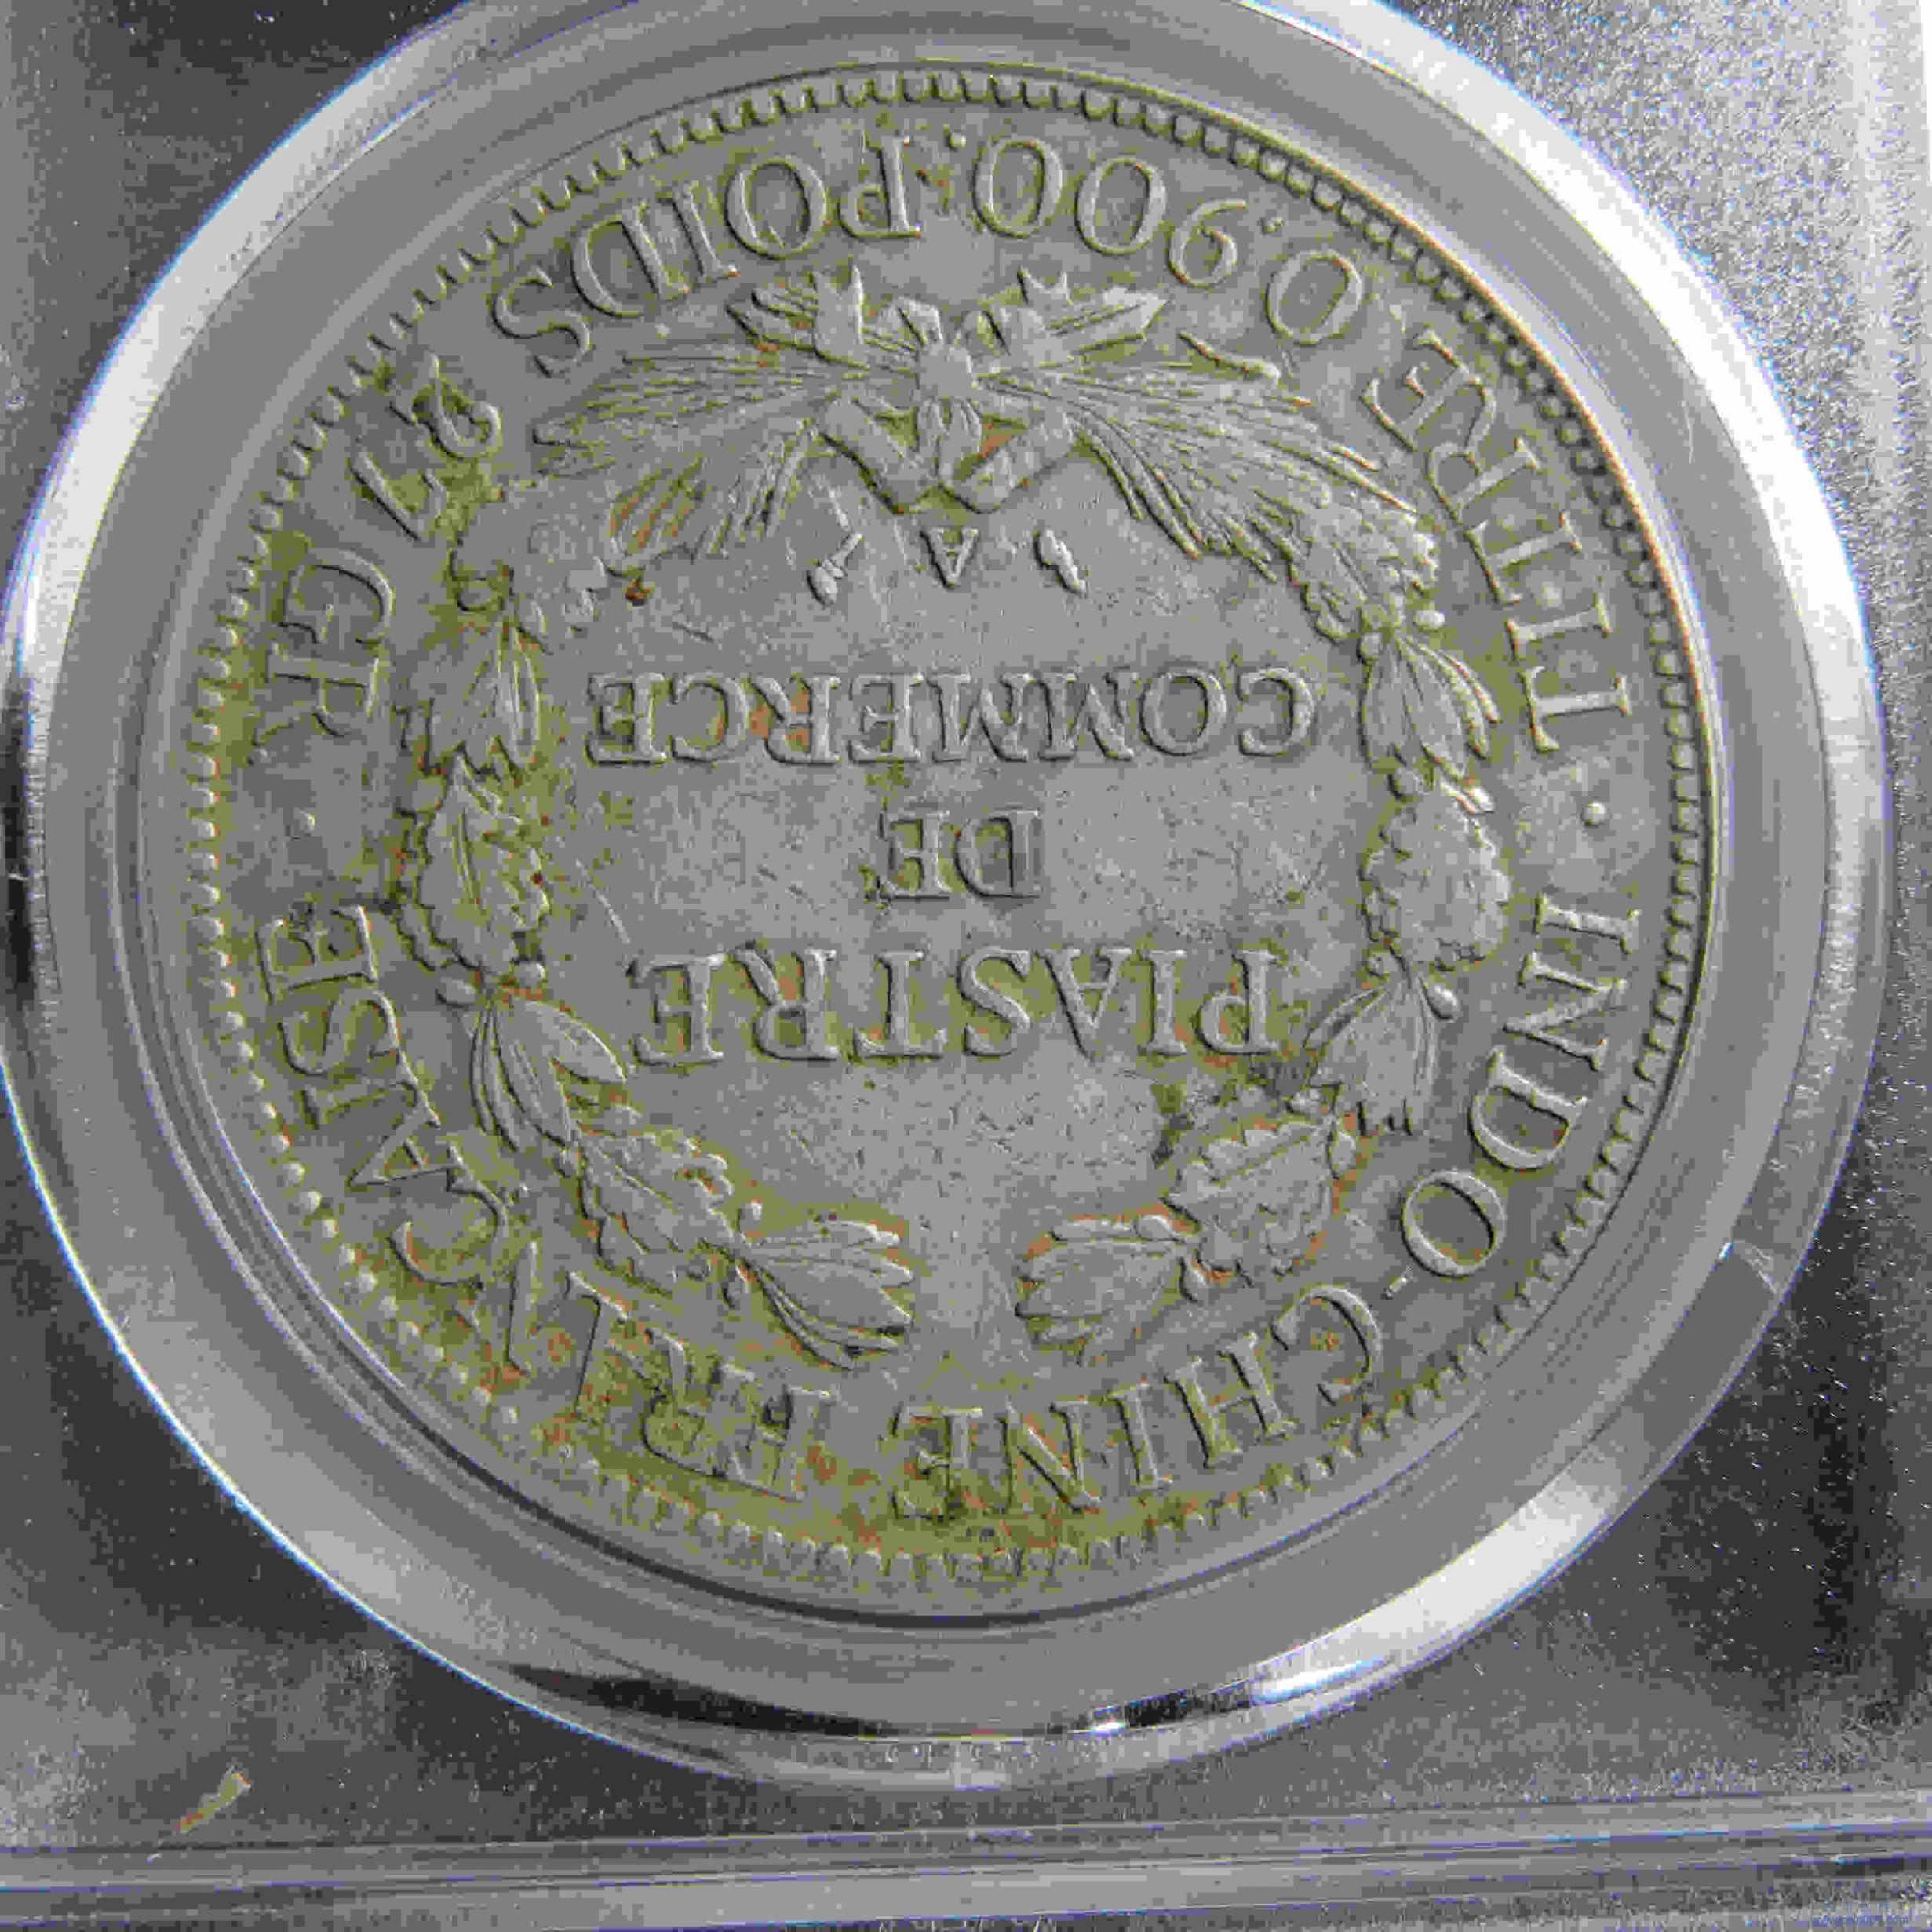 INDO-CHINE FRANÇAISE
PIASTRE
DE
COMMERCE
A
· TITRE 0.900. POIDS 27 GR. ·